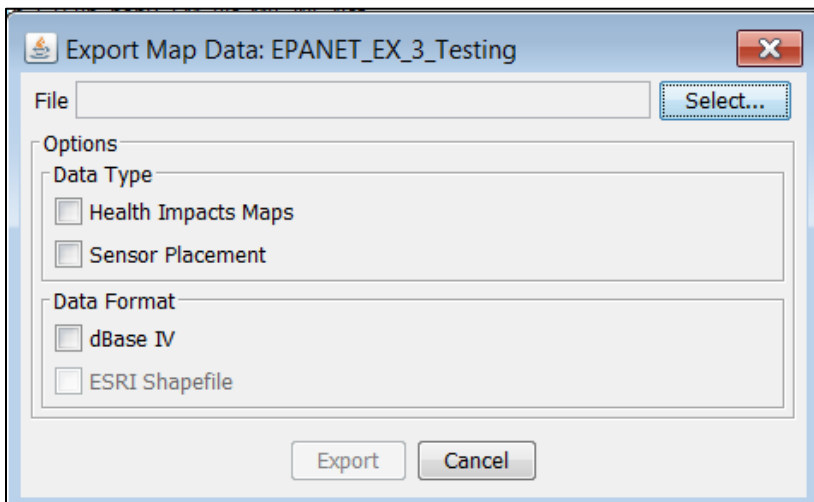 Export Map Data: EPANET_EX_3_Testing
File Select...
Options
Data Type
Health Impacts Maps
Sensor Placement
Data Format
dBase IV
ESRI Shapefile
Export Cancel